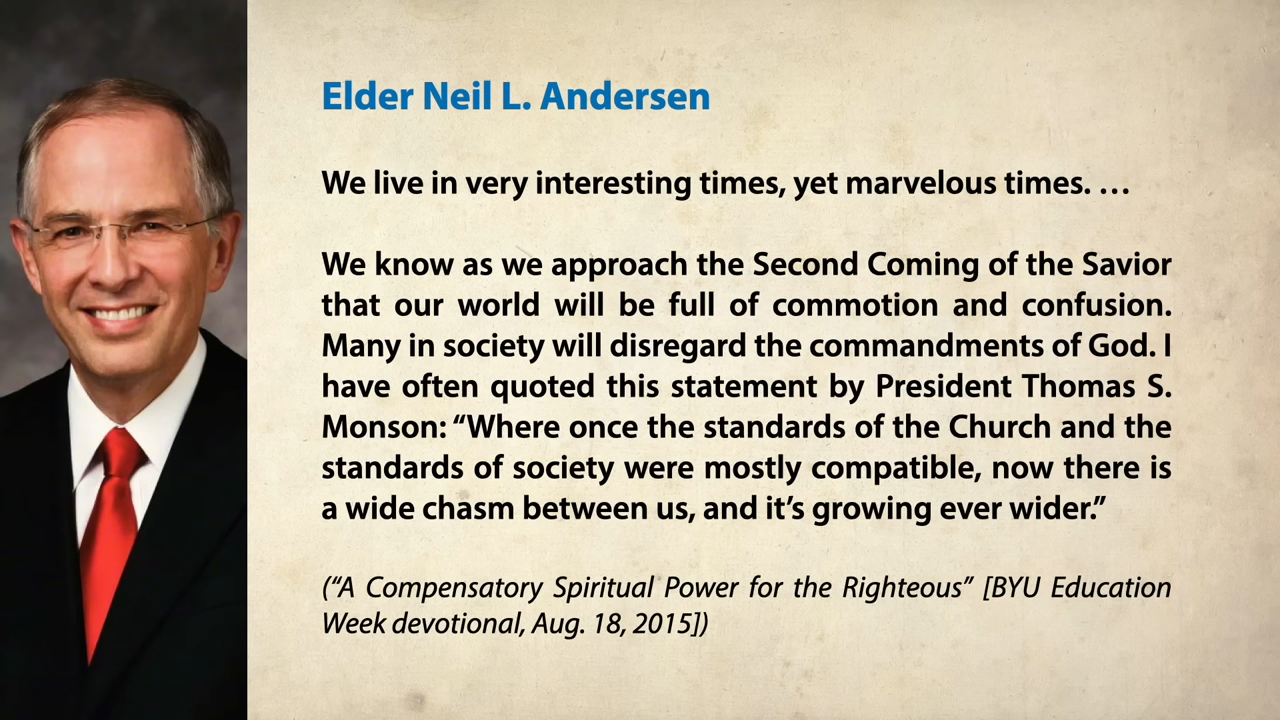 Elder Neil L. Andersen
We live in very interesting times, yet marvelous times. …
We know as we approach the Second Coming of the Savior
that our world will be full of commotion and confusion.
Many in society will disregard the commandments of God. I
have often quoted this statement by President Thomas S.
Monson: “Where once the standards of the Church and the
standards of society were mostly compatible, now there is
a wide chasm between us, and it’s growing ever wider.”
(“A Compensatory Spiritual Power for the Righteous” [BYU Education
Week devotional, Aug. 18, 2015])